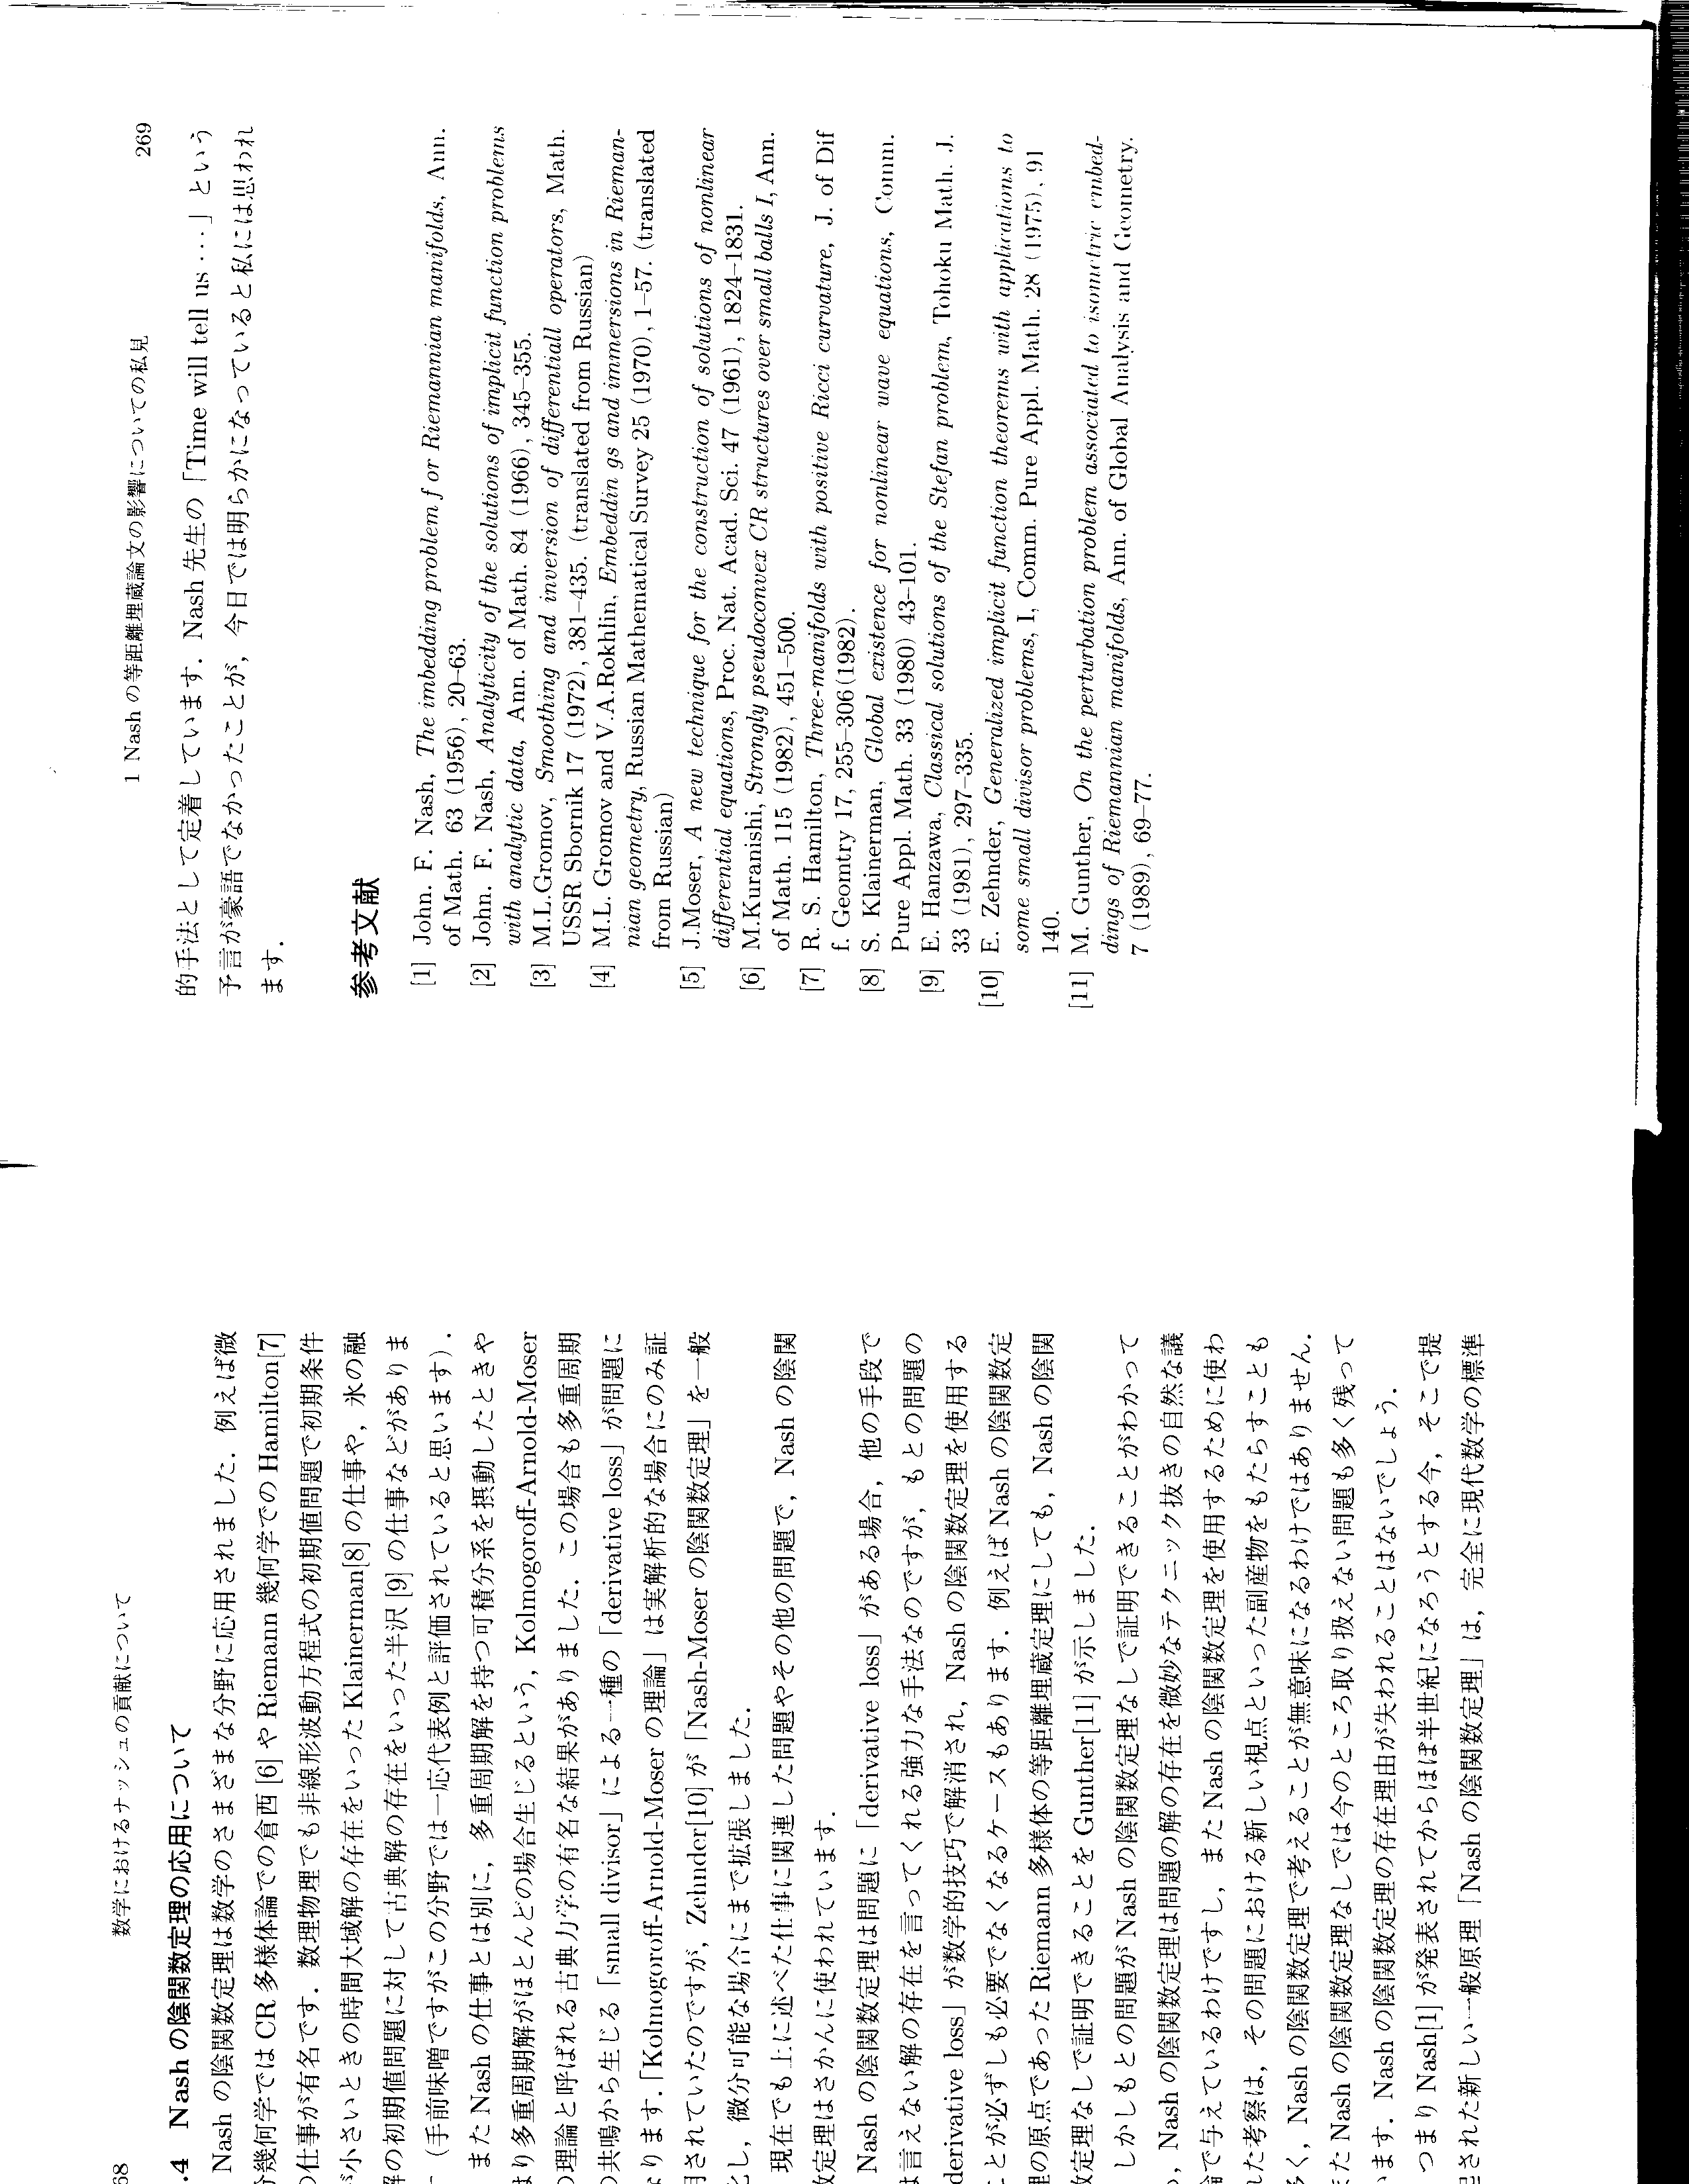 68
数学におけるナッシュの貢献について
.4 Nash の陰関数定理の応用について
Nash の陰関数定理は数学のさまざまな分野に応用されました．例えば微
分幾何学では CR 多様体論での倉西 [6] や Riemann 幾何学での Hamilton[7]
の仕事が有名です．数理物理でも非線形波動方程式の初期値問題で初期条件
が小さいときの時間大域解の存在をいった Klainerman[8] の仕事や，氷の融
解の初期値問題に対して古典解の存在をいった半沢 [9] の仕事などがありま
（手前味噌ですがこの分野では一応代表例と評価されていると思います）．
また Nash の仕事とは別に，多重周期解を持つ可積分系を摂動したときや
はり多重周期解がほとんどの場合生じるという，Kolmogoroff-Arnold-Moser
の理論と呼ばれる古典力学の有名な結果がありました．この場合も多重周期
の共鳴から生じる「small divisor」による一種の「derivative loss」が問題に
なります．「Kolmogoroff-Arnold-Moser の理論」は実解析的な場合にのみ証
明されていたのですが，Zehnder[10] が「Nash-Moser の陰関数定理」を一般
化し，微分可能な場合にまで拡張しました．
現在でも上に述べた仕事に関連した問題やその他の問題で，Nash の陰関
数定理はさかんに使われています．
Nash の陰関数定理は問題に「derivative loss」がある場合，他の手段で
は言えない解の存在を言ってくれる強力な手法なのですが，もとの問題の
derivative loss」が数学的技巧で解消され，Nash の陰関数定理を使用する
ことが必ずしも必要でなくなるケースもあります．例えば Nash の陰関数定
理の原点であった Riemann 多様体の等距離埋蔵定理にしても，Nash の陰関
数定理なしで証明できることを Gunther[11] が示しました．
しかしもとの問題が Nash の陰関数定理なしで証明できることがわかって
も，Nash の陰関数定理は問題の解の存在を微妙なテクニック抜きの自然な議
論で与えているわけですし，また Nash の陰関数定理を使用するために使わ
れた考察は，その問題における新しい視点といった副産物をもたらすことも
多く，Nash の陰関数定理で考えることが無意味になるわけではありません．
また Nash の陰関数定理なしでは今のところ取り扱えない問題も多く残って
います．Nash の陰関数定理の存在理由が失われることはないでしょう．
つまり Nash[1] が発表されてからほぼ半世紀になろうとする今，そこで提
起された新しい一般原理「Nash の陰関数定理」は，完全に現代数学の標準
1 Nash の等距離埋蔵論文の影響についての私見
269
的手法として定着しています．Nash 先生の「Time will tell us ···」という
予言が豪語でなかったことが，今日では明らかになっていると私には思われ
ます．
参考文献
[1] John. F. Nash, The imbedding problem for Riemannian manifolds, Ann.
of Math. 63 (1956), 20–63.
[2] John. F. Nash, Analyticity of the solutions of implicit function problems
with analytic data, Ann. of Math. 84 (1966), 345–355.
[3] M.L.Gromov, Smoothing and inversion of differentiall operators, Math.
USSR Sbornik 17 (1972), 381–435. (translated from Russian)
[4] M.L. Gromov and V.A.Rokhlin, Embeddin gs and immersions in Rieman-
nian geometry, Russian Mathematical Survey 25 (1970), 1–57. (translated
from Russian)
[5] J.Moser, A new technique for the construction of solutions of nonlinear
differential equations, Proc. Nat. Acad. Sci. 47 (1961), 1824–1831.
[6] M.Kuranishi, Strongly pseudoconvex CR structures over small balls I, Ann.
of Math. 115 (1982), 451–500.
[7] R. S. Hamilton, Three-manifolds with positive Ricci curvature, J. of Dif
f. Geomtry 17, 255–306(1982).
[8] S. Klainerman, Global existence for nonlinear wave equations, Comm.
Pure Appl. Math. 33 (1980) 43–101.
[9] E. Hanzawa, Classical solutions of the Stefan problem, Tohoku Math. J.
33 (1981), 297–335.
[10] E. Zehnder, Generalized implicit function theorems with applications to
some small divisor problems, I, Comm. Pure Appl. Math. 28 (1975), 91
140.
[11] M. Gunther, On the perturbation problem associated to isometric embed-
dings of Riemannian manifolds, Ann. of Global Analysis and Geometry.
7 (1989), 69–77.